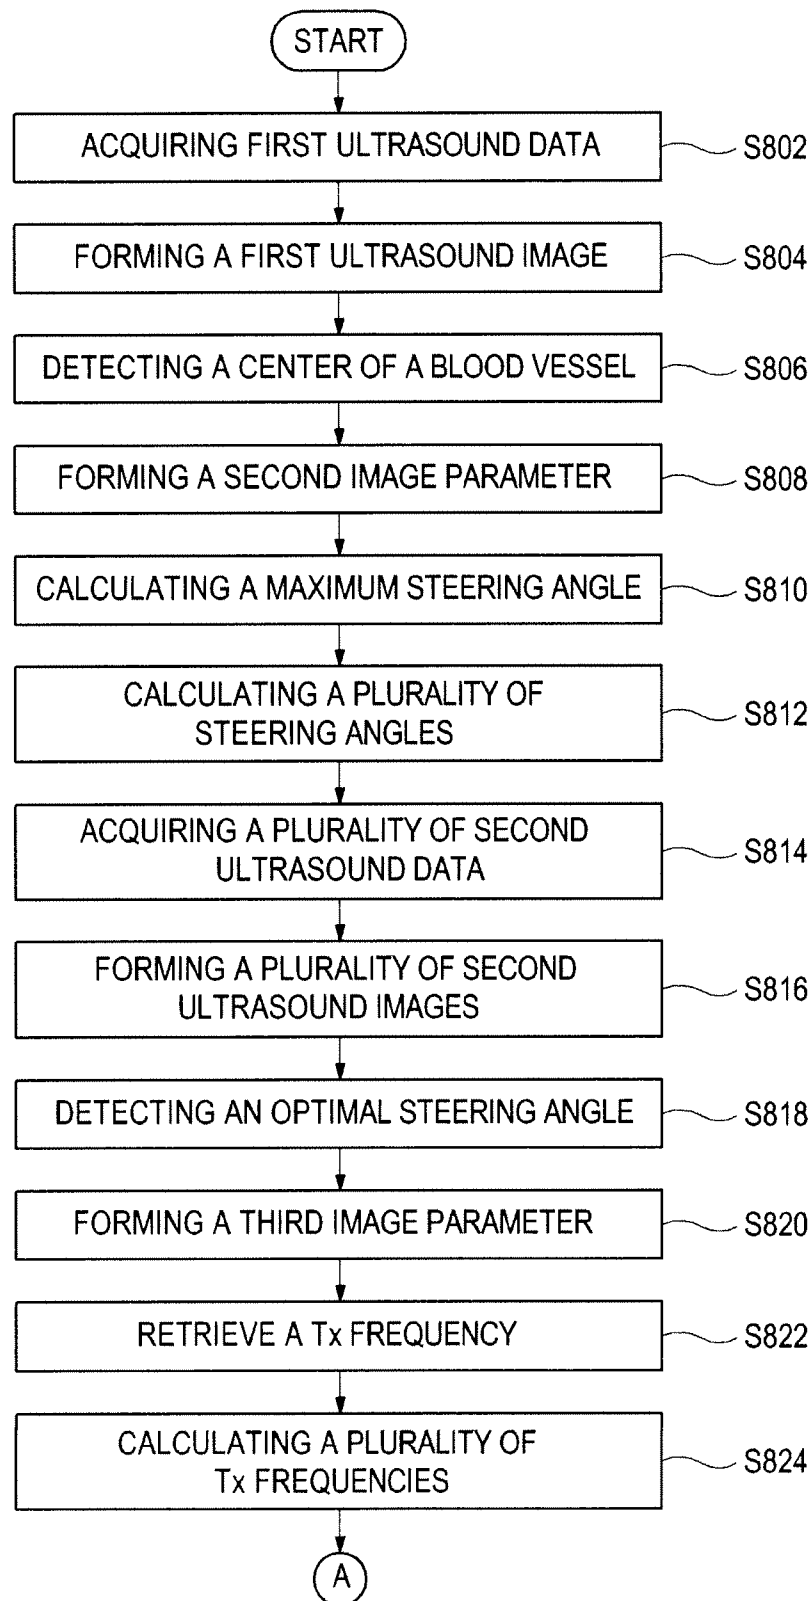 START
ACQUIRING FIRST ULTRASOUND DATA
S802
FORMING A FIRST ULTRASOUND IMAGE
S804
DETECTING A CENTER OF A BLOOD VESSEL
S806
FORMING A SECOND IMAGE PARAMETER
S808
CALCULATING A MAXIMUM STEERING ANGLE
S810
CALCULATING A PLURALITY OF
STEERING ANGLES
S812
ACQUIRING A PLURALITY OF SECOND
ULTRASOUND DATA
S814
FORMING A PLURALITY OF SECOND
ULTRASOUND IMAGES
S816
DETECTING AN OPTIMAL STEERING ANGLE
S818
FORMING A THIRD IMAGE PARAMETER
S820
RETRIEVE A Tx FREQUENCY
S822
CALCULATING A PLURALITY OF
Tx FREQUENCIES
S824
A